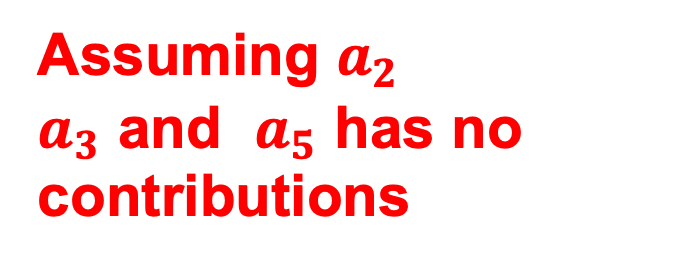 Assuming a₂
a₃ and a₅ has no
contributions